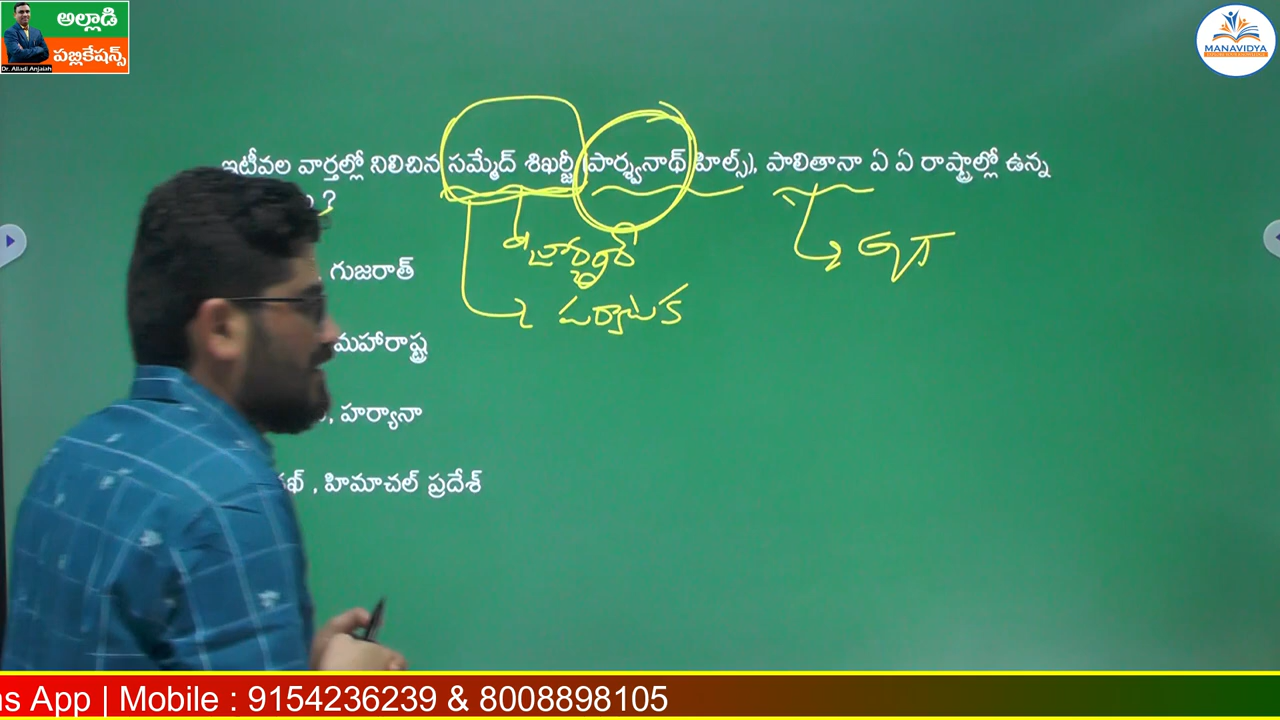 అల్లాడి
పబ్లికేషన్స్
Dr. Alladi Anjaiah
MANAVIDYA
ఇటీవల వార్తల్లో నిలిచిన సమ్మేద్ శిఖర్జీ (పార్శ్వనాథ్ హిల్స్), పాలితానా ఏ ఏ రాష్ట్రాల్లో ఉన్న
?
, గుజరాత్
మహారాష్ట్ర
, హర్యానా
, హిమాచల్ ప్రదేశ్
పర్యాటక
ns App | Mobile : 9154236239 & 8008898105